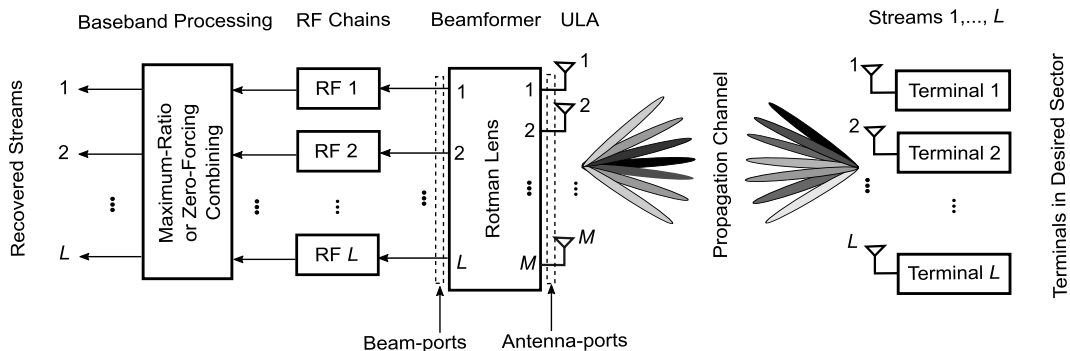 Baseband Processing
RF Chains
Beamformer
ULA
Streams 1,..., L
Recovered Streams
1
2
...
L
Maximum-Ratio
or Zero-Forcing
Combining
...
RF 1
RF 2
...
RF L
...
1
2
L
Rotman Lens
1
2
...
M
1
2
...
M
Propagation Channel
1
2
...
L
Terminal 1
Terminal 2
...
Terminal L
Terminals in Desired Sector
Beam-ports
Antenna-ports